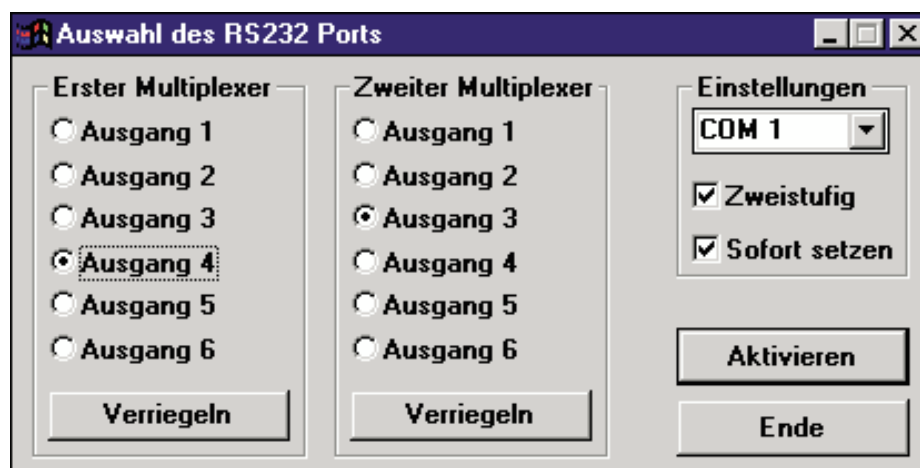 Auswahl des RS232 Ports
Erster Multiplexer
Ausgang 1
Ausgang 2
Ausgang 3
Ausgang 4
Ausgang 5
Ausgang 6
Verriegeln
Zweiter Multiplexer
Ausgang 1
Ausgang 2
Ausgang 3
Ausgang 4
Ausgang 5
Ausgang 6
Verriegeln
Einstellungen
COM 1
Zweistufig
Sofort setzen
Aktivieren
Ende